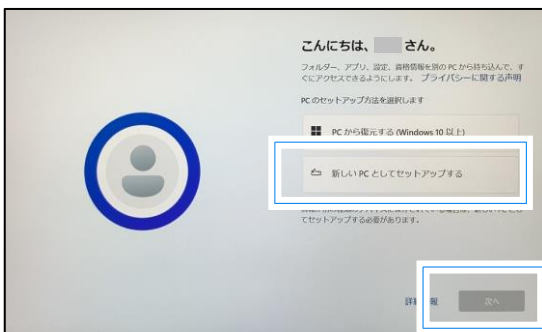 こんにちは、 さん。
フォルダー、アプリ、設定、資格情報を別の PC から持ち込んで、す
ぐにアクセスできるようにします。 プライバシーに関する声明
PC のセットアップ方法を選択します
PC から復元する (Windows 10 以上)
新しい PC としてセットアップする
てセットアップする必要があります。
詳細 報
次へ